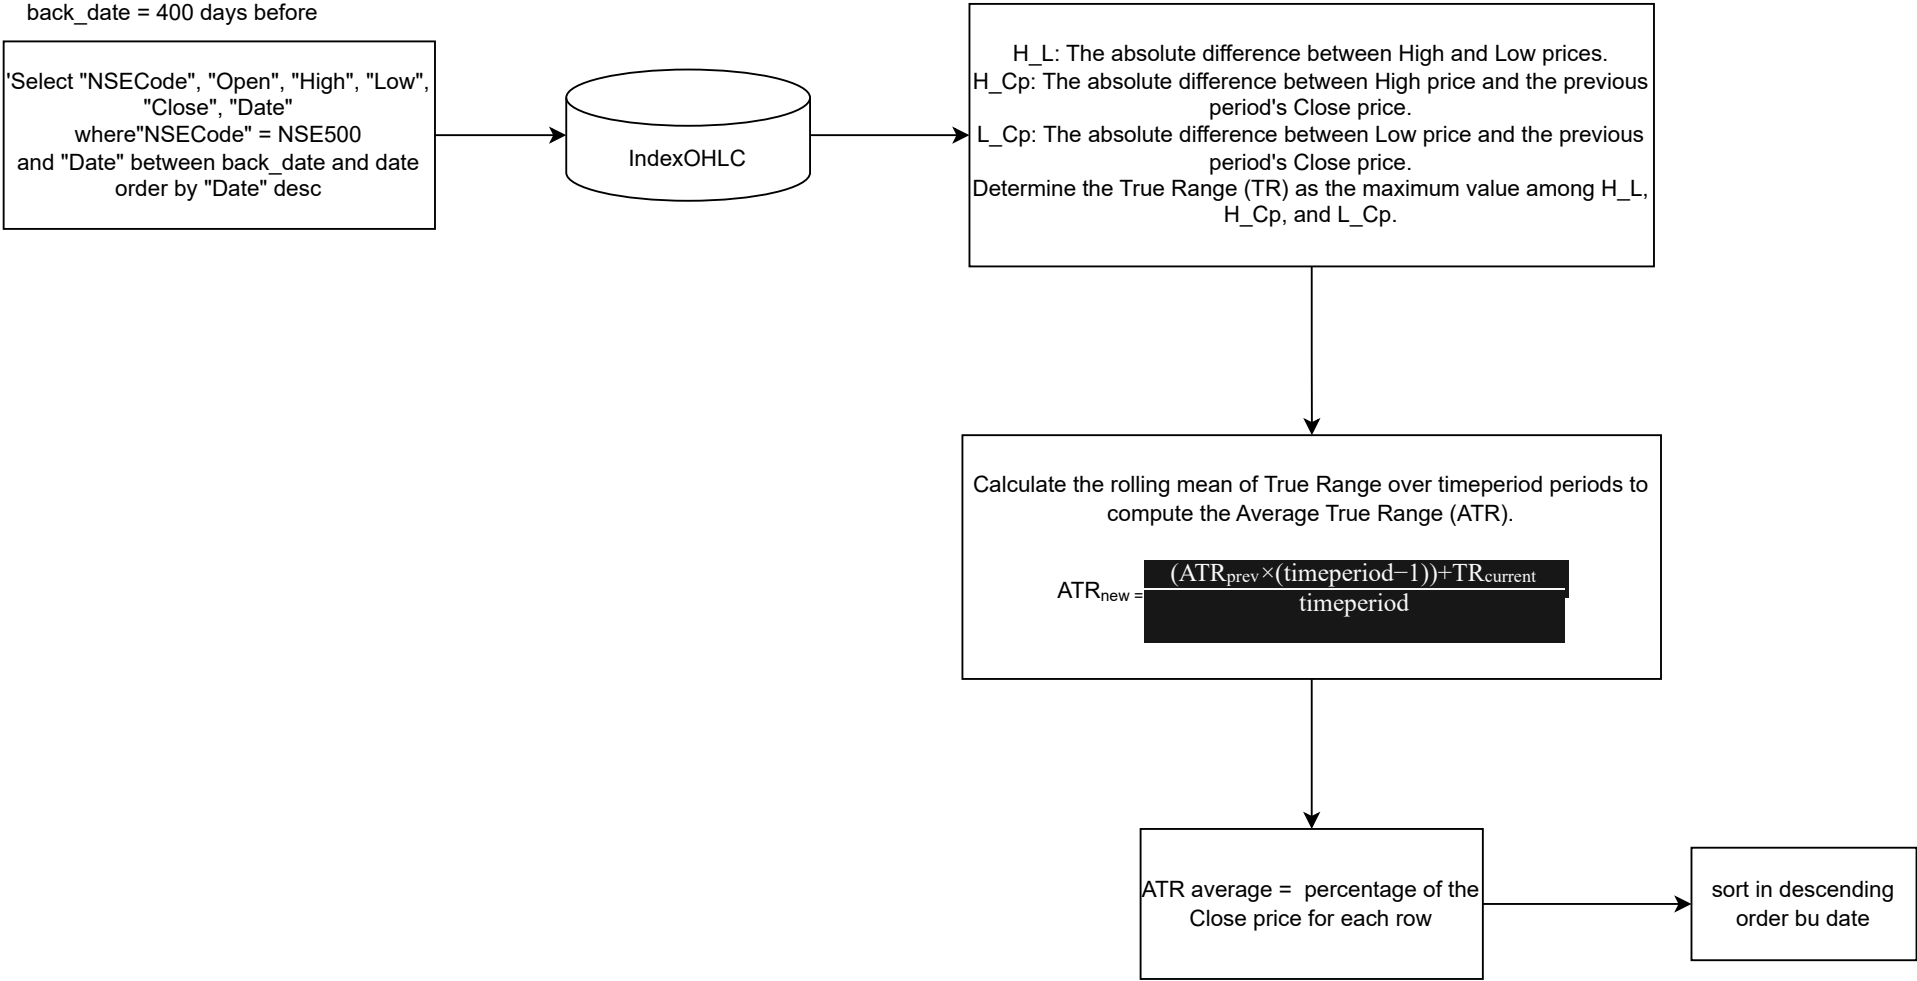 back_date = 400 days before
'Select "NSECode", "Open", "High", "Low",
"Close", "Date"
where"NSECode" = NSE500
and "Date" between back_date and date
order by "Date" desc
IndexOHLC
H_L: The absolute difference between High and Low prices.
H_Cp: The absolute difference between High price and the previous
period's Close price.
L_Cp: The absolute difference between Low price and the previous
period's Close price.
Determine the True Range (TR) as the maximum value among H_L,
H_Cp, and L_Cp.
Calculate the rolling mean of True Range over timeperiod periods to
compute the Average True Range (ATR).
(ATRprev×(timeperiod−1))+TRcurrent
ATRnew =
timeperiod
ATR average =  percentage of the
Close price for each row
sort in descending
order bu date